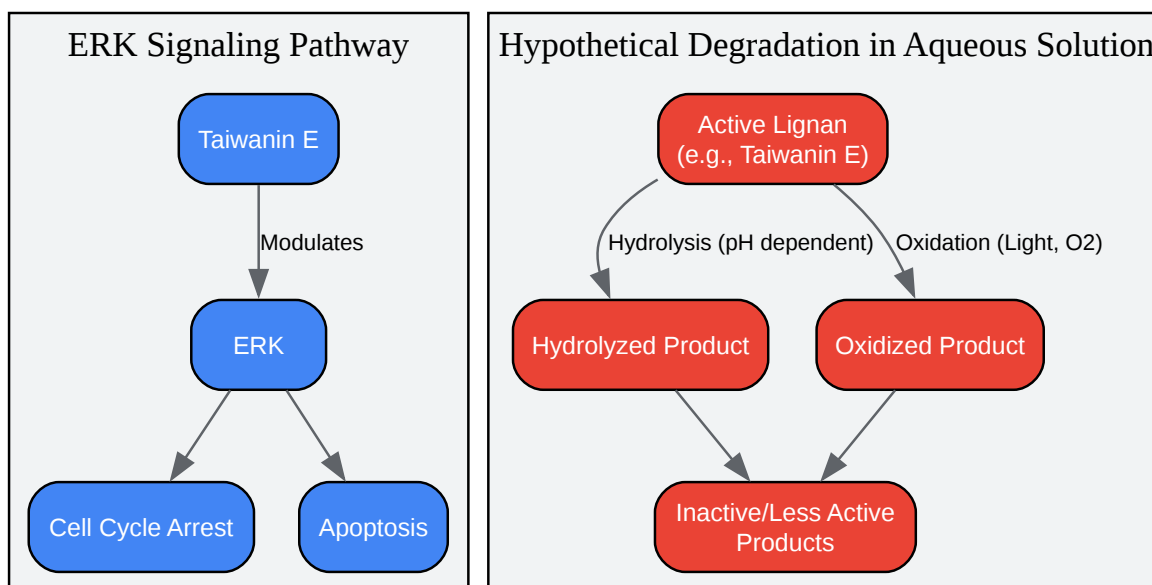 ERK Signaling Pathway
Taiwanin E
Modulates
ERK
Cell Cycle Arrest
Apoptosis
Hypothetical Degradation in Aqueous Solution
Active Lignan
(e.g., Taiwanin E)
Hydrolysis (pH dependent)
Oxidation (Light, O2)
Hydrolyzed Product
Oxidized Product
Inactive/Less Active
Products